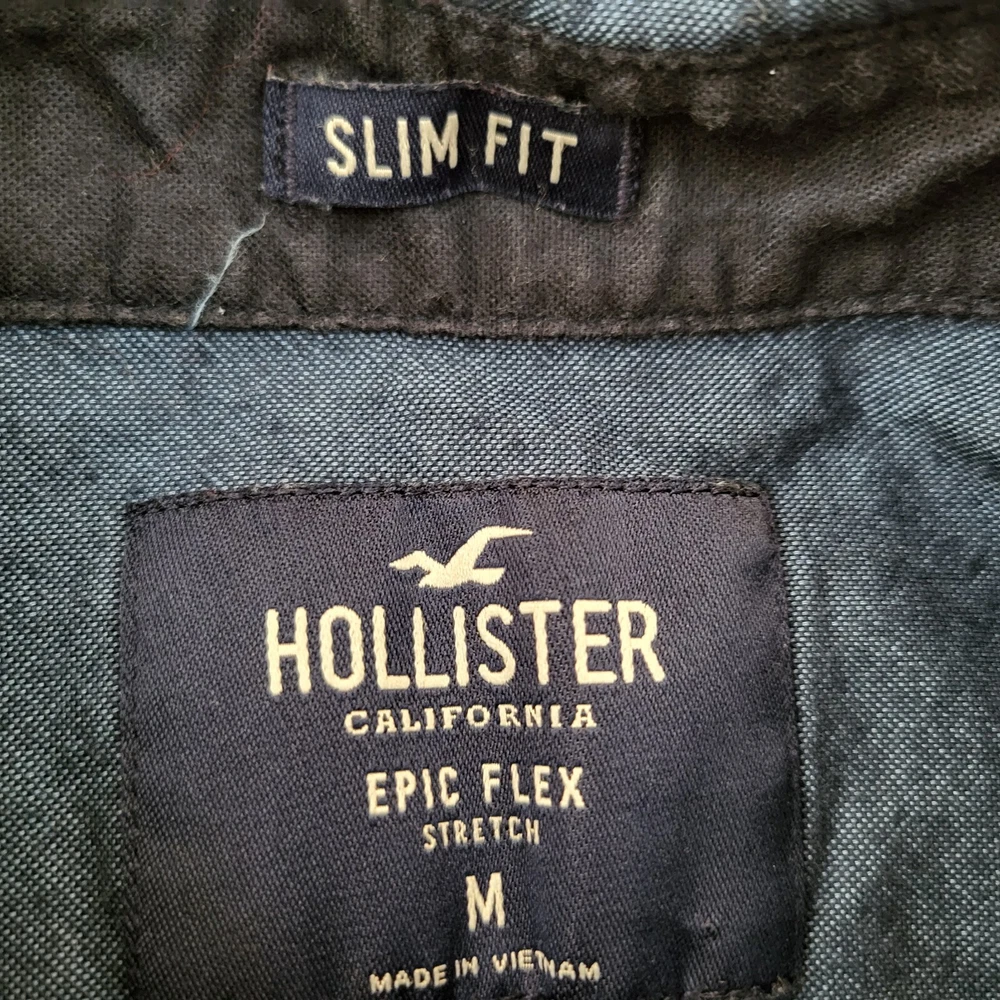 SLIM FIT
HOLLISTER
CALIFORNIA
EPIC FLEX
STRETCH
M
MADE IN VIETNAM